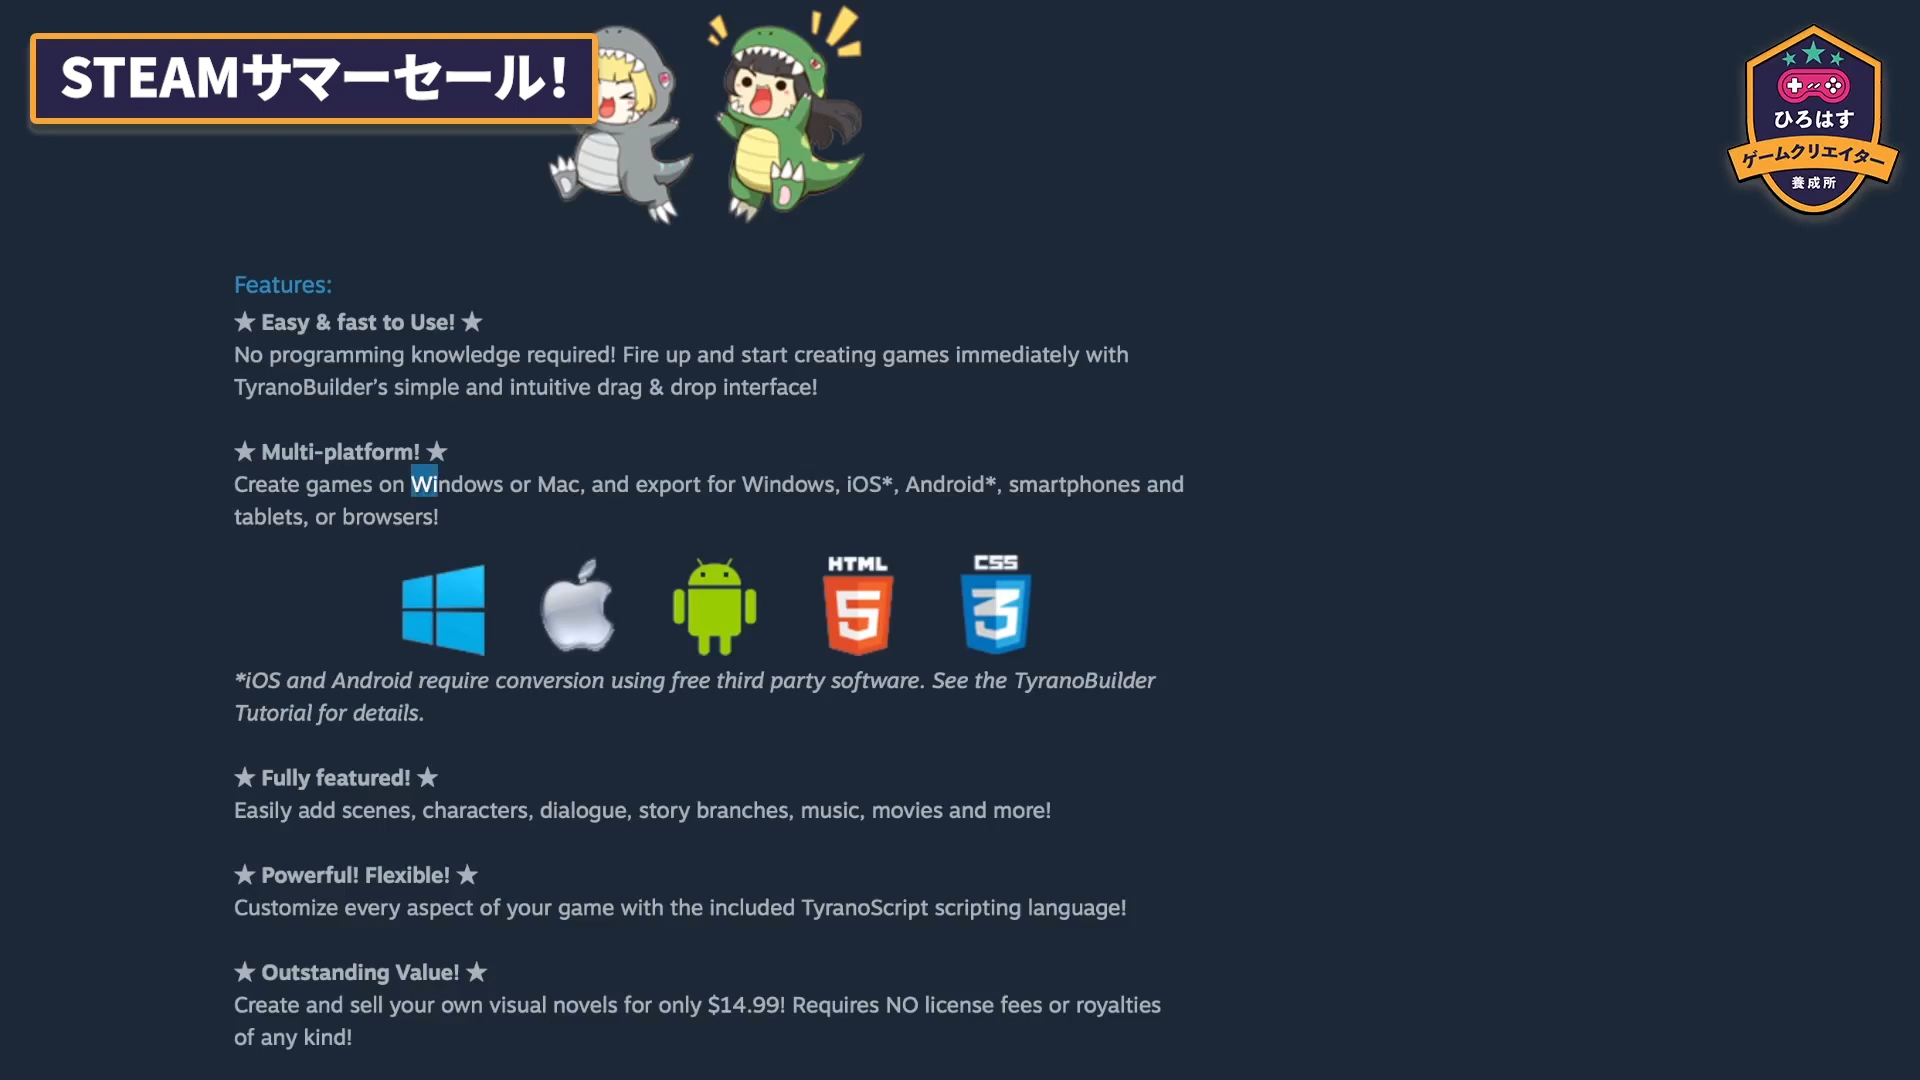 STEAMサマーセール!
ひろはす
ゲームクリエイター
養成所
Features:
★ Easy & fast to Use! ★
No programming knowledge required! Fire up and start creating games immediately with
TyranoBuilder’s simple and intuitive drag & drop interface!
★ Multi-platform! ★
Create games on Windows or Mac, and export for Windows, iOS*, Android*, smartphones and
tablets, or browsers!
HTML
5
CSS
3
*iOS and Android require conversion using free third party software. See the TyranoBuilder
Tutorial for details.
★ Fully featured! ★
Easily add scenes, characters, dialogue, story branches, music, movies and more!
★ Powerful! Flexible! ★
Customize every aspect of your game with the included TyranoScript scripting language!
★ Outstanding Value! ★
Create and sell your own visual novels for only $14.99! Requires NO license fees or royalties
of any kind!